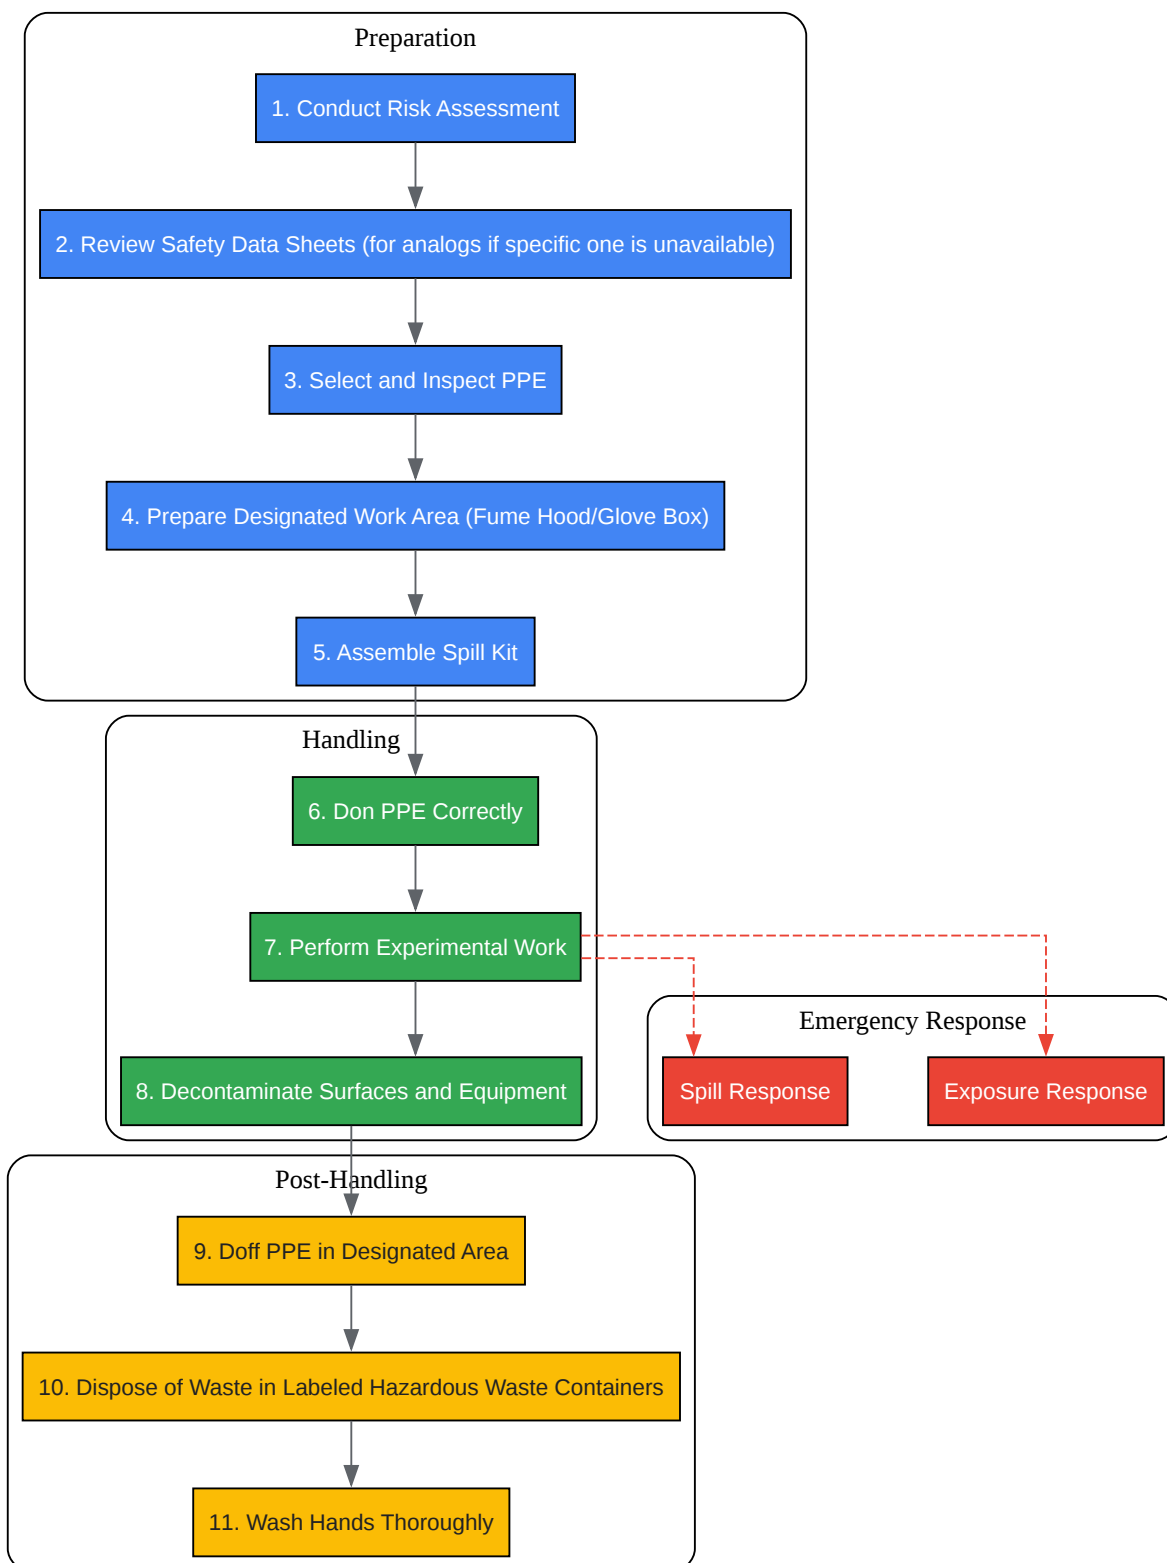 Preparation
1. Conduct Risk Assessment
2. Review Safety Data Sheets (for analogs if specific one is unavailable)
3. Select and Inspect PPE
4. Prepare Designated Work Area (Fume Hood/Glove Box)
5. Assemble Spill Kit
Handling
6. Don PPE Correctly
7. Perform Experimental Work
8. Decontaminate Surfaces and Equipment
Emergency Response
Spill Response
Exposure Response
Post-Handling
9. Doff PPE in Designated Area
10. Dispose of Waste in Labeled Hazardous Waste Containers
11. Wash Hands Thoroughly